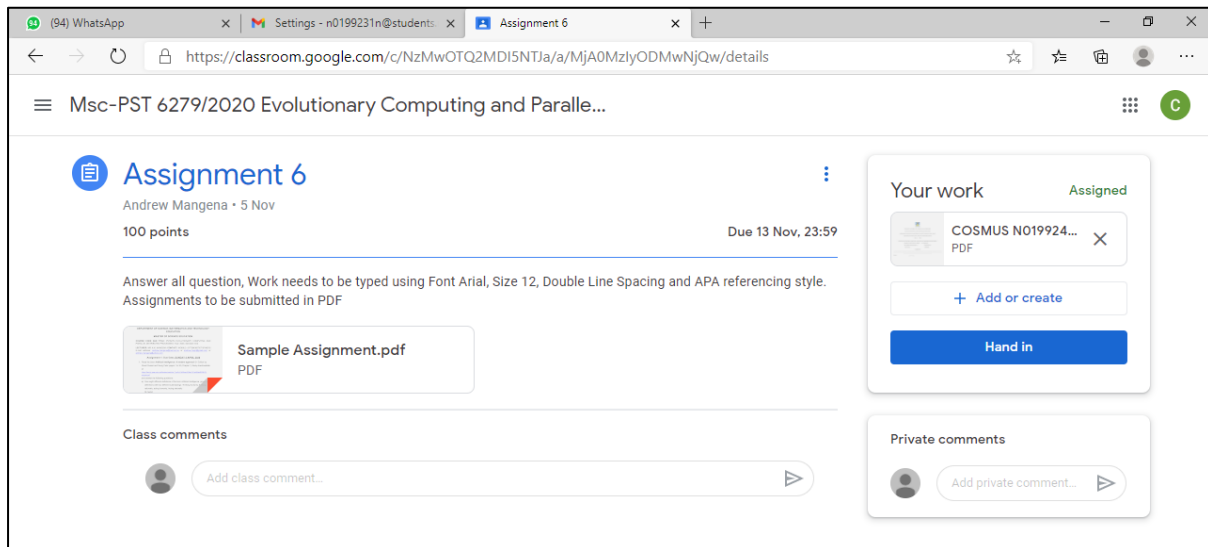 94
(94) WhatsApp
Settings - n0199231n@students.
Assignment 6
https://classroom.google.com/c/NzMwOTQ2MDI5NTJa/a/MjA0MzIyODMwNjQw/details
Msc-PST 6279/2020 Evolutionary Computing and Paralle...
C
Assignment 6
Andrew Mangena • 5 Nov
100 points
Due 13 Nov, 23:59
Answer all question, Work needs to be typed using Font Arial, Size 12, Double Line Spacing and APA referencing style.
Assignments to be submitted in PDF
Sample Assignment.pdf
PDF
Class comments
Add class comment...
Your work
Assigned
COSMUS N019924...
PDF
+ Add or create
Hand in
Private comments
Add private comment...